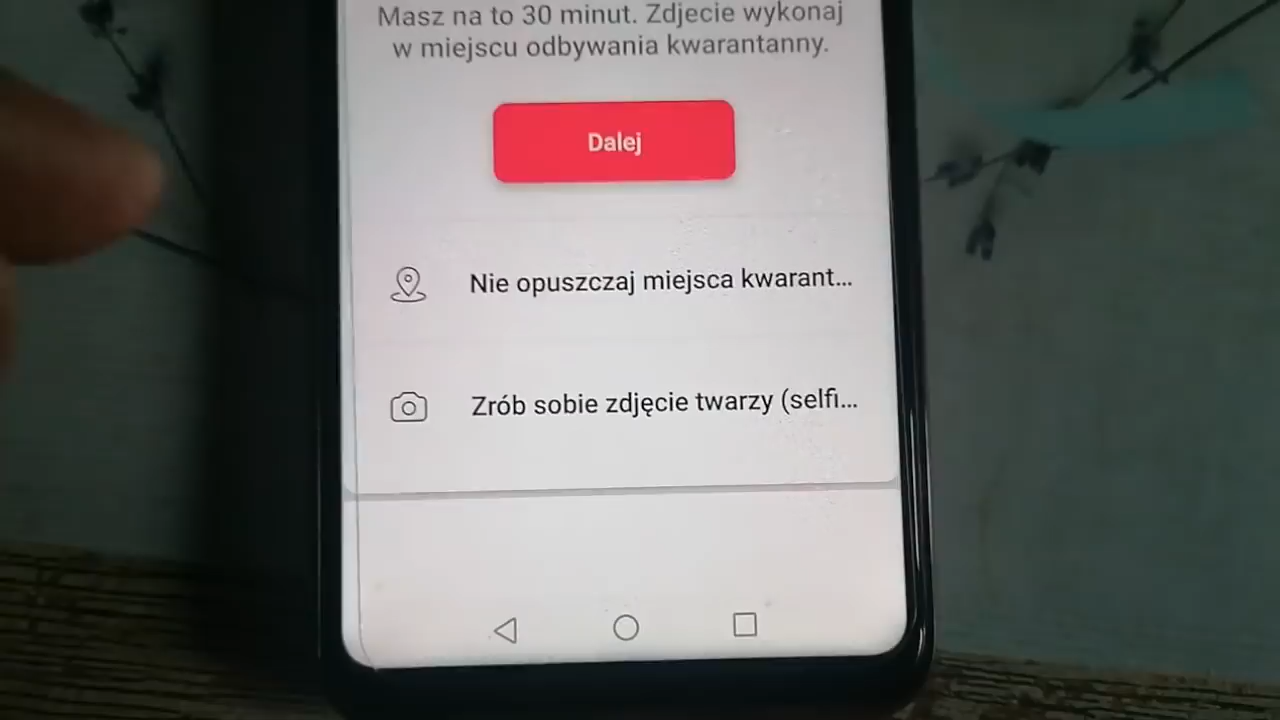 Masz na to 30 minut. Zdjecie wykonaj
w miejscu odbywania kwarantanny.
Dalej
Nie opuszczaj miejsca kwarant...
Zrób sobie zdjęcie twarzy (selfi...